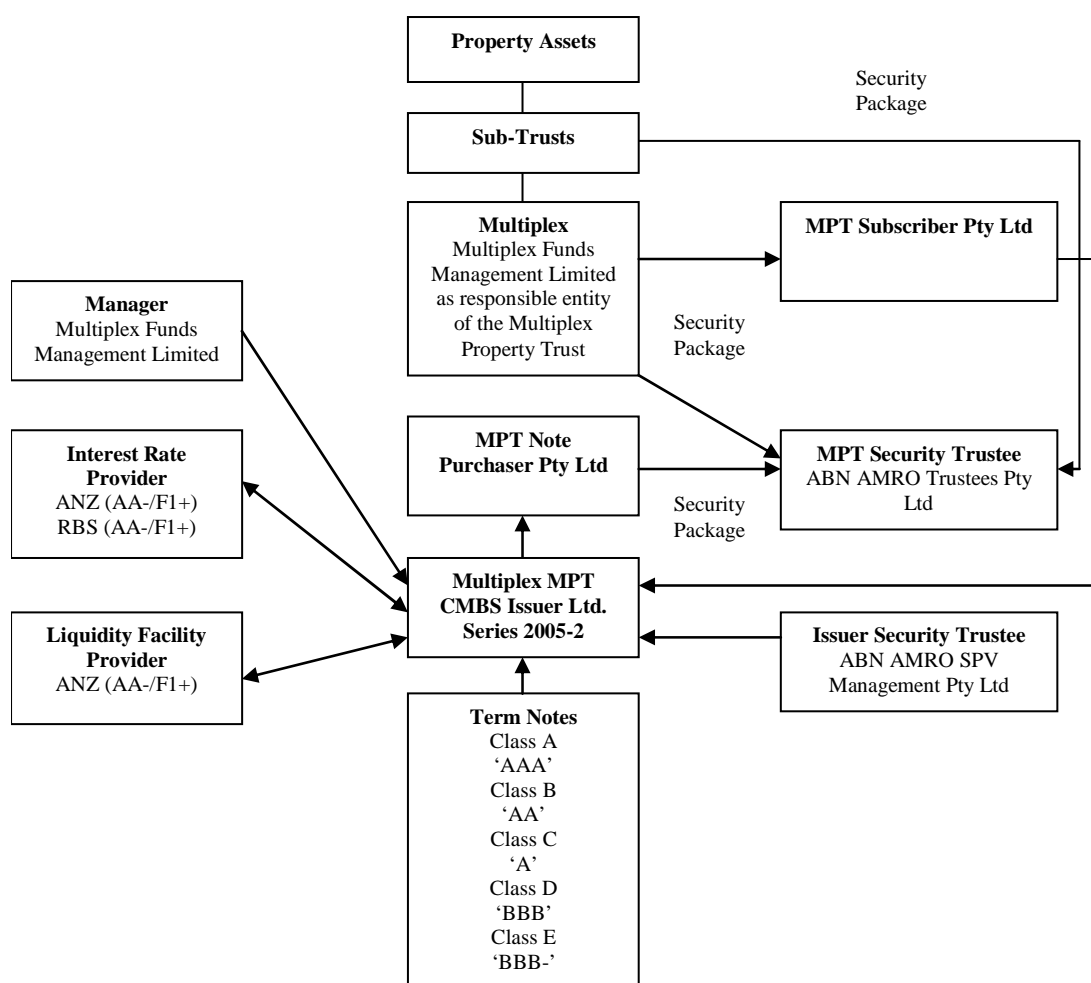 Property Assets
Security
Package
Sub-Trusts
Multiplex
Multiplex Funds
Management Limited
as responsible entity
of the Multiplex
Property Trust
MPT Subscriber Pty Ltd
Manager
Multiplex Funds
Management Limited
Security
Package
MPT Note
Purchaser Pty Ltd
MPT Security Trustee
ABN AMRO Trustees Pty
Ltd
Interest Rate
Provider
ANZ (AA-/F1+)
RBS (AA-/F1+)
Security
Package
Multiplex MPT
CMBS Issuer Ltd.
Series 2005-2
Liquidity Facility
Provider
ANZ (AA-/F1+)
Issuer Security Trustee
ABN AMRO SPV
Management Pty Ltd
Term Notes
Class A
‘AAA’
Class B
‘AA’
Class C
‘A’
Class D
‘BBB’
Class E
‘BBB-’